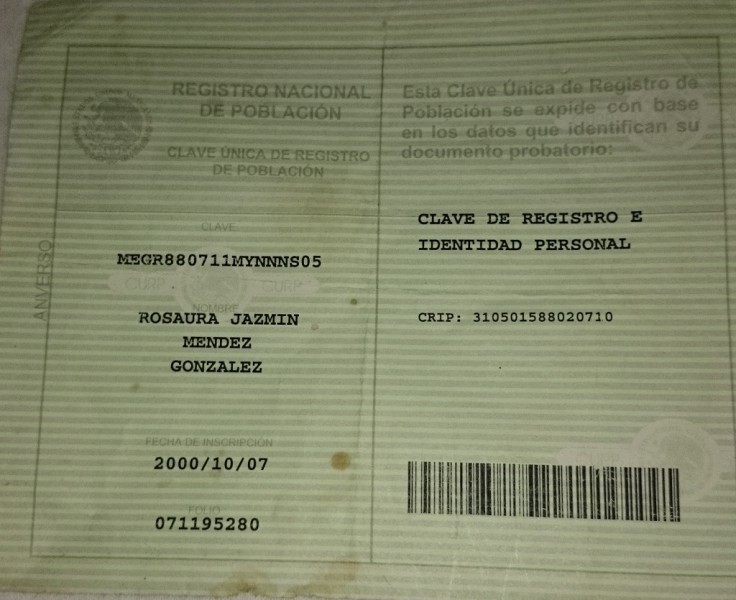 REGISTRO NACIONAL
DE POBLACIÓN
CLAVE ÚNICA DE REGISTRO
DE POBLACIÓN
ANVERSO
CLAVE
MEGR880711MYNNNS05
CURP CURP
NOMBRE
ROSAURA JAZMIN
MENDEZ
GONZALEZ
FECHA DE INSCRIPCIÓN
2000/10/07
FOLIO
071195280
Esta Clave Única de Registro de
Población se expide con base
en los datos que identifican su
documento probatorio:
CLAVE DE REGISTRO E
IDENTIDAD PERSONAL
CRIP: 310501588020710
CURP